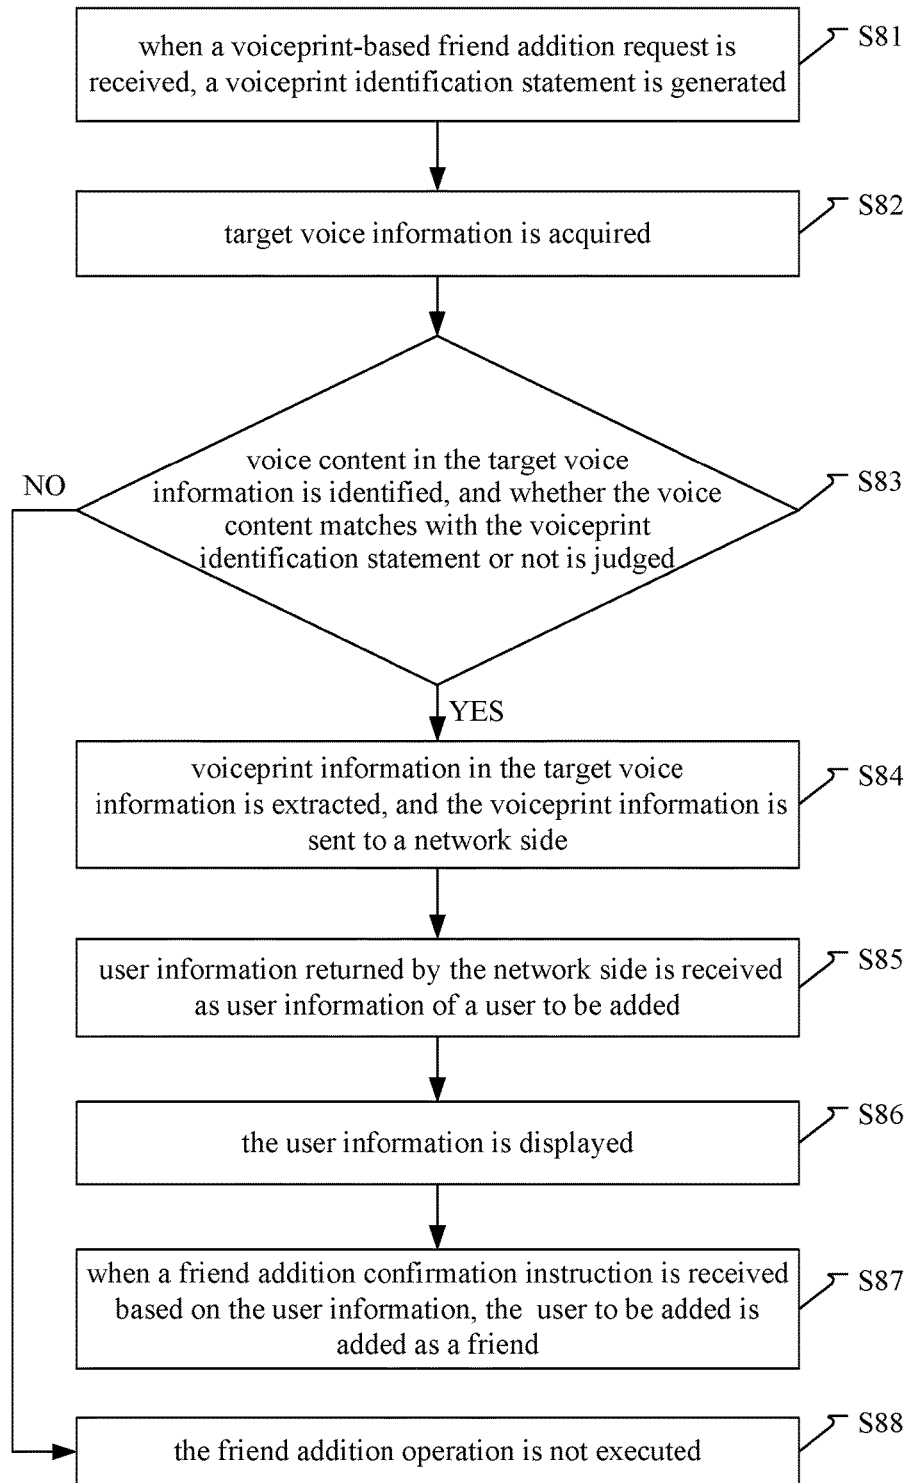 when a voiceprint-based friend addition request is
received, a voiceprint identification statement is generated
S81
target voice information is acquired
S82
voice content in the target voice
information is identified, and whether the voice
content matches with the voiceprint
identification statement or not is judged
S83
NO
YES
voiceprint information in the target voice
information is extracted, and the voiceprint information is
sent to a network side
S84
user information returned by the network side is received
as user information of a user to be added
S85
the user information is displayed
S86
when a friend addition confirmation instruction is received
based on the user information, the user to be added is
added as a friend
S87
the friend addition operation is not executed
S88